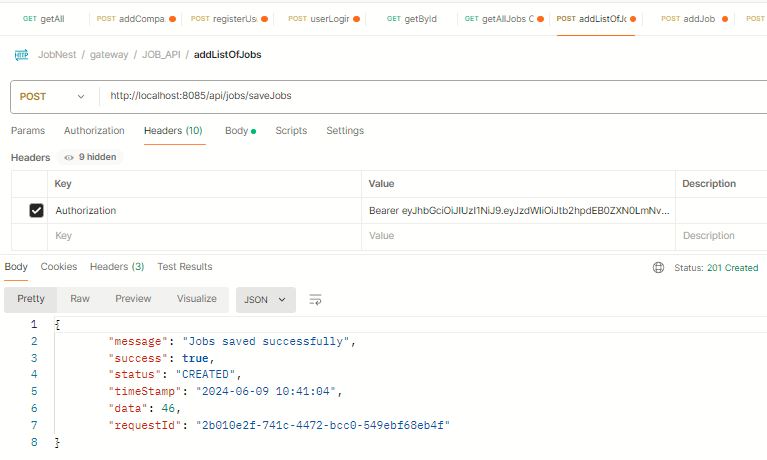 GET getAll POST addCompa POST registerUs POST userLogin GET getById GET getAllJobs C POST addListOfJo POST addJob POST
HTTP JobNest / gateway / JOB_API / addListOfJobs
POST http://localhost:8085/api/jobs/saveJobs
Params Authorization Headers (10) Body Scripts Settings
Headers 9 hidden
Key Value Description
Authorization Bearer eyJhbGciOiJIUzI1NiJ9.eyJzdWIiOiJtb2hpdEB0ZXN0LmNv...
Key Value Description
Body Cookies Headers (3) Test Results Status: 201 Created
Pretty Raw Preview Visualize JSON
1 {
2 "message": "Jobs saved successfully",
3 "success": true,
4 "status": "CREATED",
5 "timeStamp": "2024-06-09 10:41:04",
6 "data": 46,
7 "requestId": "2b010e2f-741c-4472-bcc0-549ebf68eb4f"
8 }